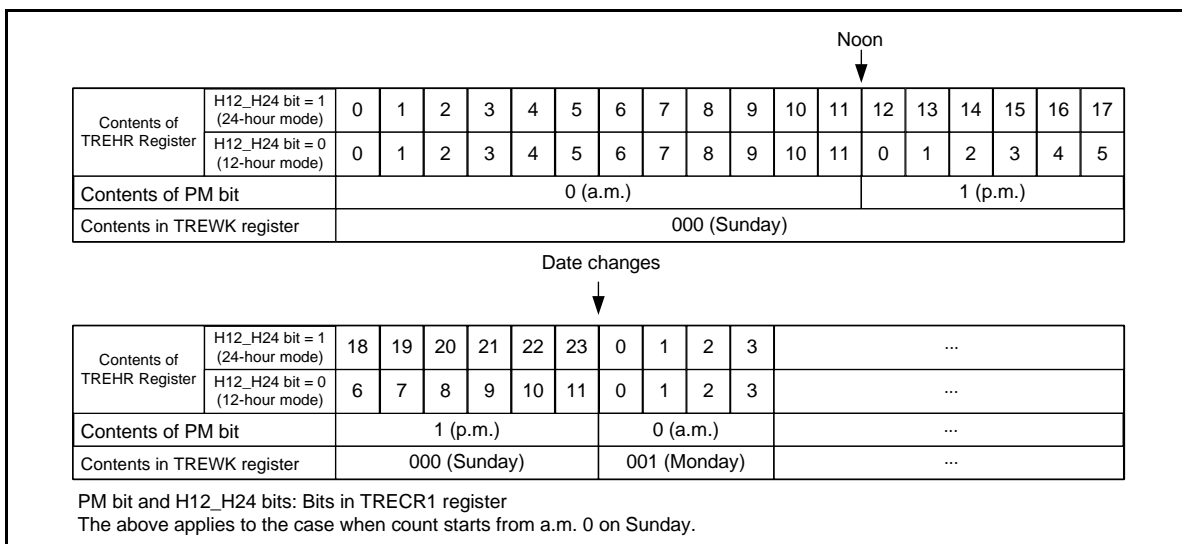 Noon
Contents of TREHR Register
H12_H24 bit = 1 (24-hour mode) 0 1 2 3 4 5 6 7 8 9 10 11 12 13 14 15 16 17
H12_H24 bit = 0 (12-hour mode) 0 1 2 3 4 5 6 7 8 9 10 11 0 1 2 3 4 5
Contents of PM bit 0 (a.m.) 1 (p.m.)
Contents in TREWK register 000 (Sunday)
Date changes
Contents of TREHR Register
H12_H24 bit = 1 (24-hour mode) 18 19 20 21 22 23 0 1 2 3 ...
H12_H24 bit = 0 (12-hour mode) 6 7 8 9 10 11 0 1 2 3 ...
Contents of PM bit 1 (p.m.) 0 (a.m.) ...
Contents in TREWK register 000 (Sunday) 001 (Monday) ...
PM bit and H12_H24 bits: Bits in TRECR1 register
The above applies to the case when count starts from a.m. 0 on Sunday.